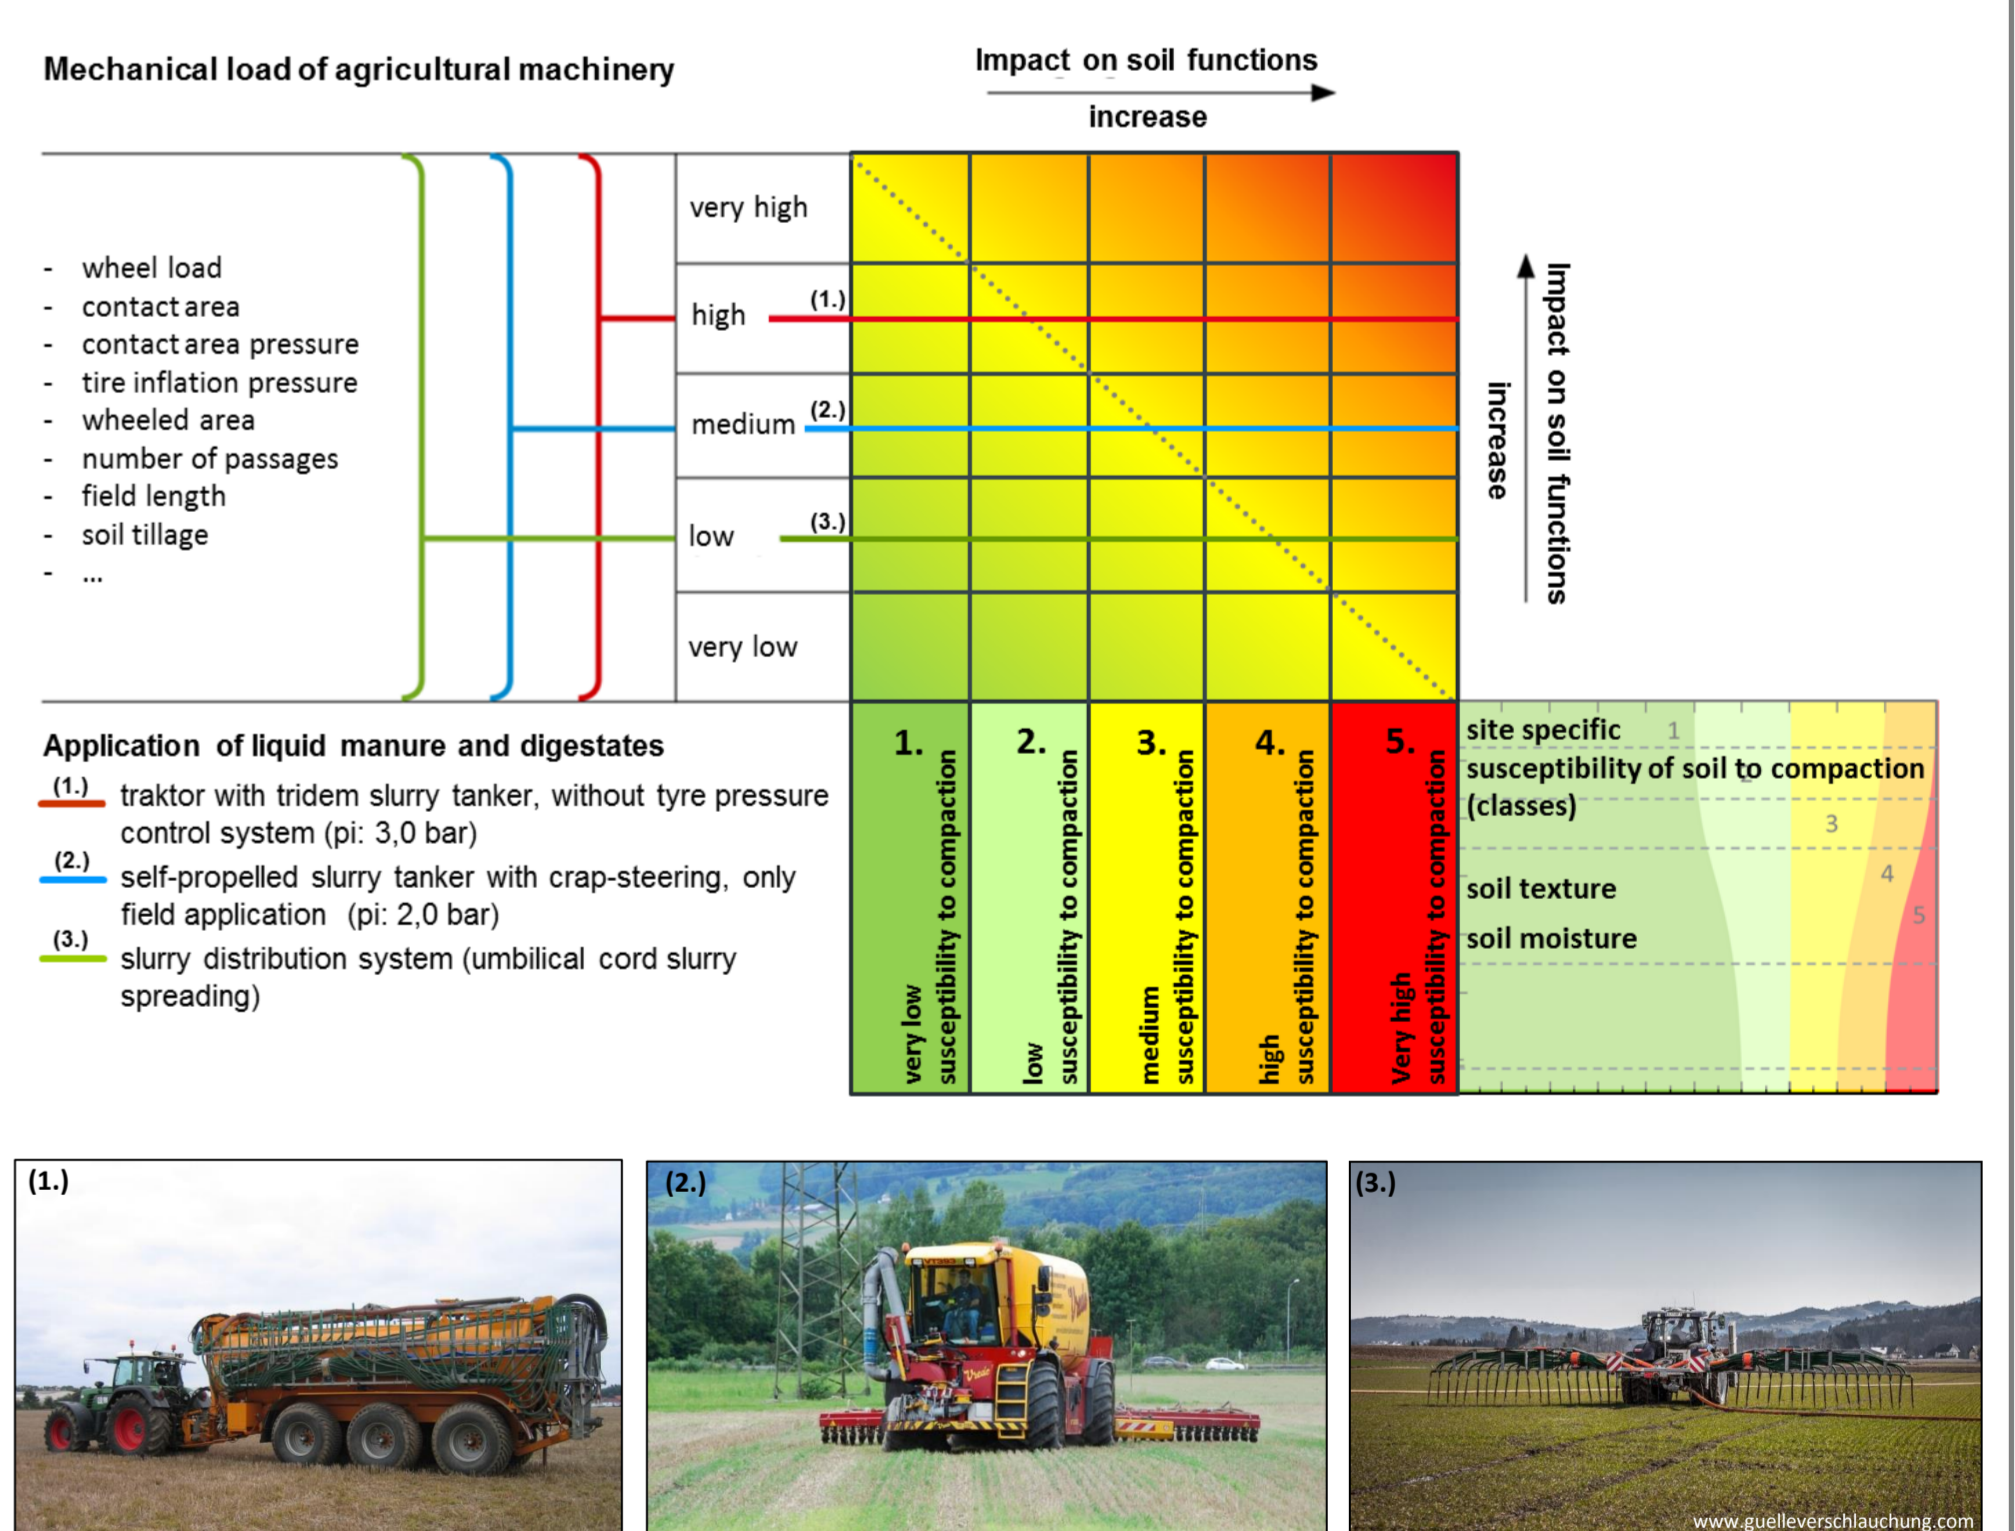 Mechanical load of agricultural machinery
Impact on soil functions
increase
- wheel load
- contact area
- contact area pressure
- tire inflation pressure
- wheeled area
- number of passages
- field length
- soil tillage
- ...
very high
high (1.)
medium (2.)
low (3.)
very low
Impact on soil functions
increase
Application of liquid manure and digestates
(1.) traktor with tridem slurry tanker, without tyre pressure
control system (pi: 3,0 bar)
(2.) self-propelled slurry tanker with crap-steering, only
field application (pi: 2,0 bar)
(3.) slurry distribution system (umbilical cord slurry
spreading)
1.
very low
susceptibility to compaction
2.
low
susceptibility to compaction
3.
medium
susceptibility to compaction
4.
high
susceptibility to compaction
5.
Very high
susceptibility to compaction
site specific 1
susceptibility of soil to compaction
2
(classes)
3
4
soil texture
5
soil moisture
(1.)
(2.)
Vredo
Vredo
(3.)
www.guelleverschlauchung.com